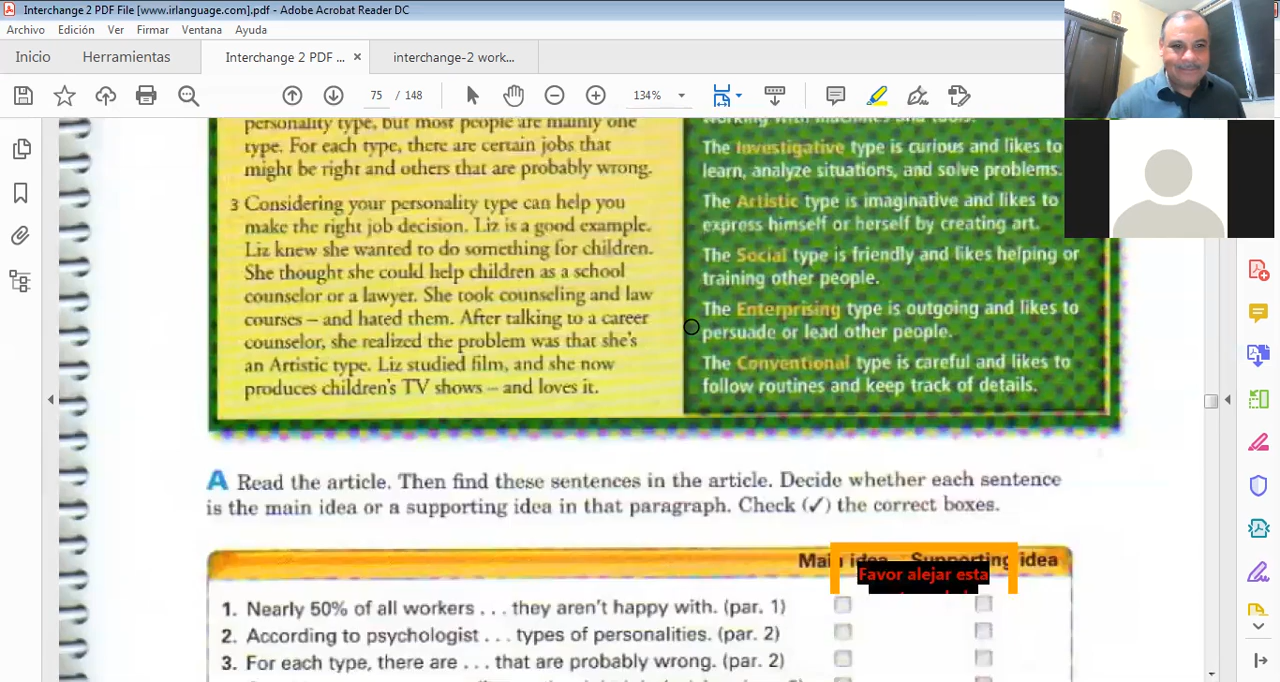 Interchange 2 PDF File [www.irlanguage.com].pdf - Adobe Acrobat Reader DC
Archivo Edición Ver Firmar Ventana Ayuda
Inicio Herramientas Interchange 2 PDF ... × interchange-2 work...
75 / 148 134%
personality type, but most people are mainly one
type. For each type, there are certain jobs that
might be right and others that are probably wrong.
3 Considering your personality type can help you
make the right job decision. Liz is a good example.
Liz knew she wanted to do something for children.
She thought she could help children as a school
counselor or a lawyer. She took counseling and law
courses – and hated them. After talking to a career
counselor, she realized the problem was that she's
an Artistic type. Liz studied film, and she now
produces children's TV shows – and loves it.
working with machines and tools.
The Investigative type is curious and likes to
learn, analyze situations, and solve problems.
The Artistic type is imaginative and likes to
express himself or herself by creating art.
The Social type is friendly and likes helping or
training other people.
The Enterprising type is outgoing and likes to
persuade or lead other people.
The Conventional type is careful and likes to
follow routines and keep track of details.
A Read the article. Then find these sentences in the article. Decide whether each sentence
is the main idea or a supporting idea in that paragraph. Check (✓) the correct boxes.
Main idea Supporting idea
Favor alejar esta
1. Nearly 50% of all workers . . . they aren't happy with. (par. 1)
2. According to psychologist . . . types of personalities. (par. 2)
3. For each type, there are . . . that are probably wrong. (par. 2)